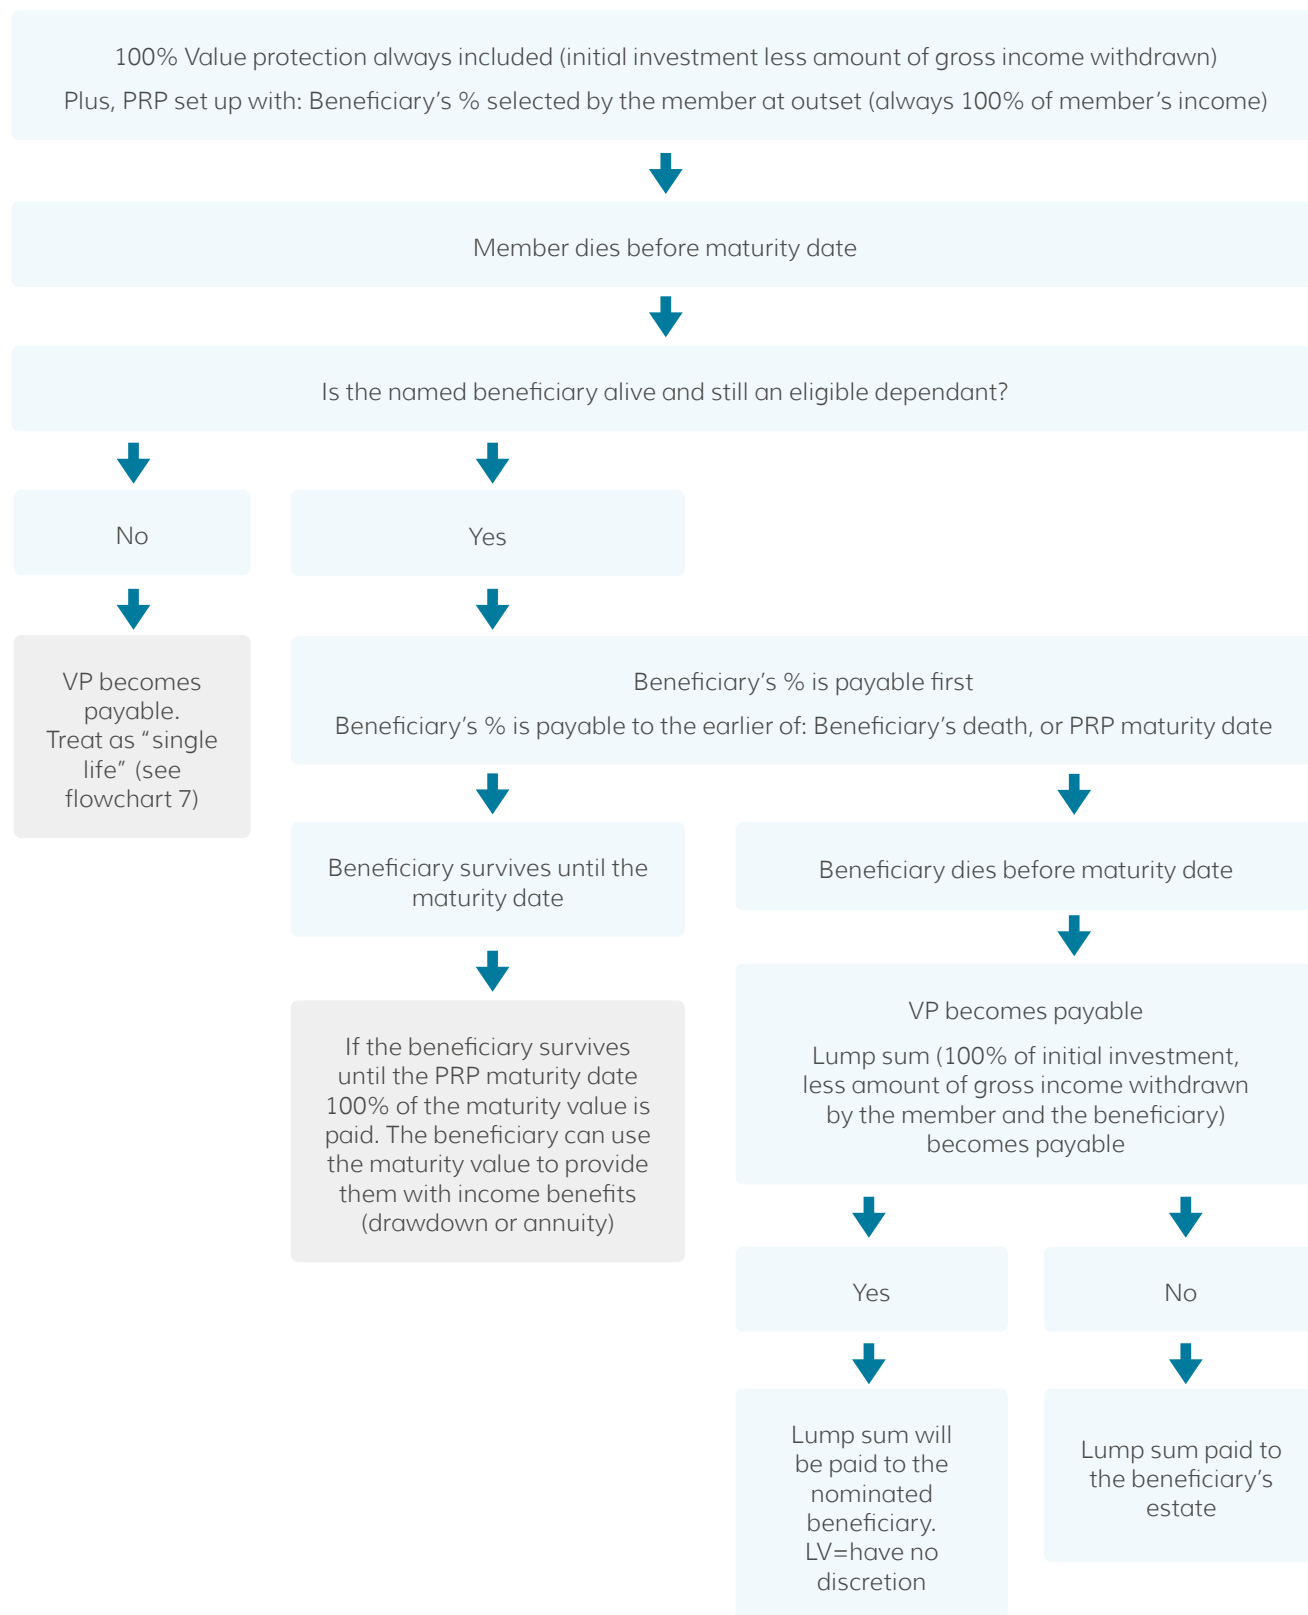 100% Value protection always included (initial investment less amount of gross income withdrawn)
Plus, PRP set up with: Beneficiary's % selected by the member at outset (always 100% of member's income)
Member dies before maturity date
Is the named beneficiary alive and still an eligible dependant?
No
Yes
VP becomes
payable.
Treat as “single
life” (see
flowchart 7)
Beneficiary's % is payable first
Beneficiary's % is payable to the earlier of: Beneficiary's death, or PRP maturity date
Beneficiary survives until the
maturity date
Beneficiary dies before maturity date
If the beneficiary survives
until the PRP maturity date
100% of the maturity value is
paid. The beneficiary can use
the maturity value to provide
them with income benefits
(drawdown or annuity)
VP becomes payable
Lump sum (100% of initial investment,
less amount of gross income withdrawn
by the member and the beneficiary)
becomes payable
Yes
No
Lump sum will
be paid to the
nominated
beneficiary.
LV=have no
discretion
Lump sum paid to
the beneficiary's
estate